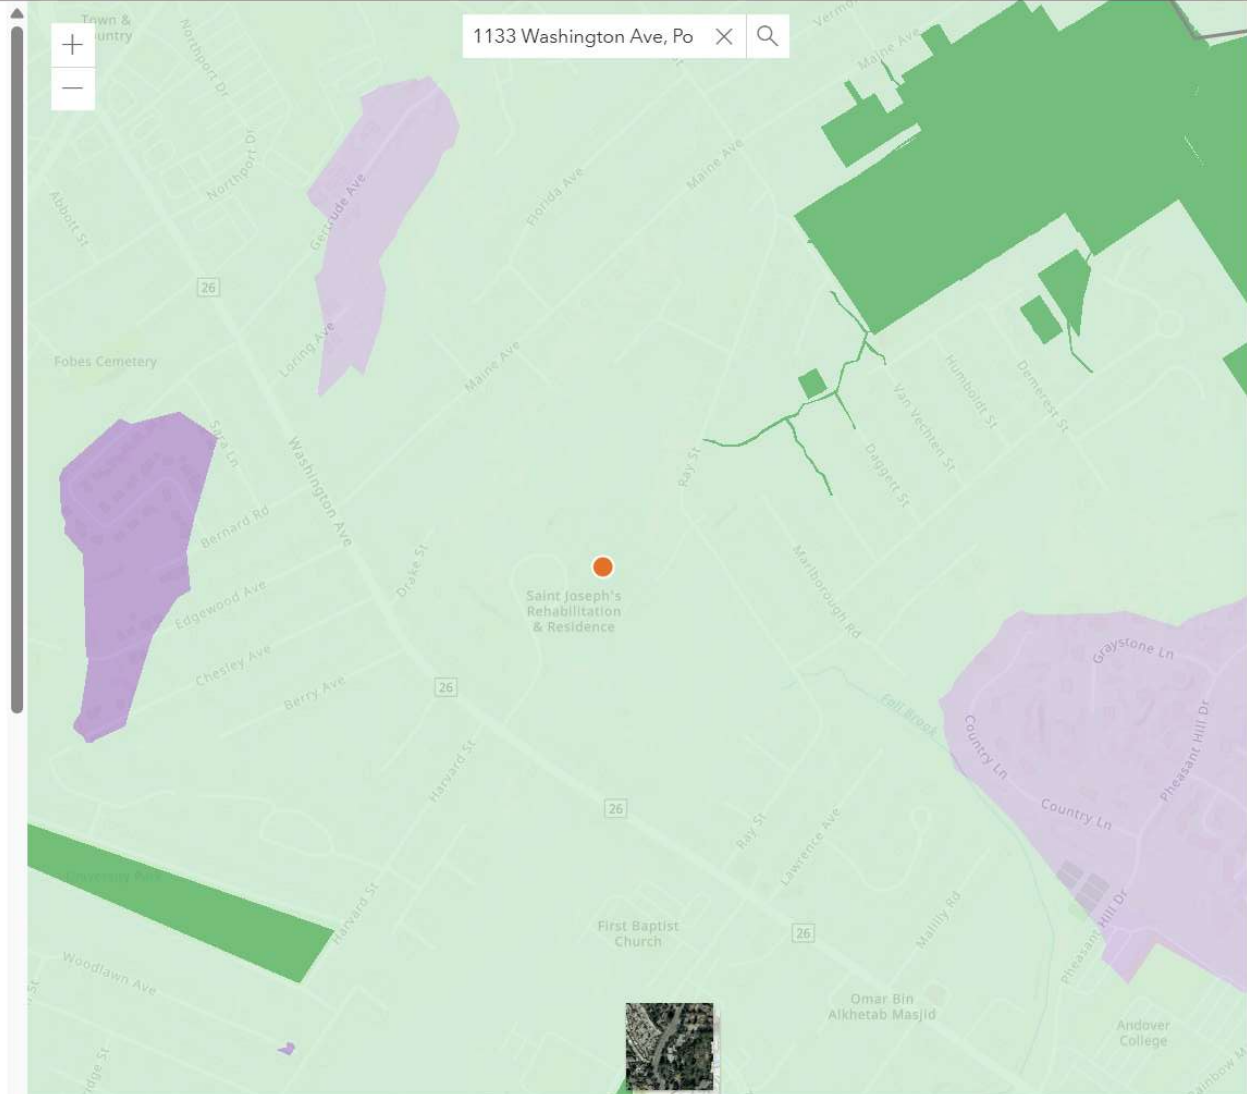 Town &
Country
1133 Washington Ave, Po
Vermo
Maine Ave
Northport Dr
Northport Dr
Abbott St
Gertrude Ave
Florida Ave
Maine Ave
26
Fobes Cemetery
Loring Ave
Maine Ave
Humboldt St
Demerest St
Van Vechten St
Sara Ln
Washington Ave
Ray St
Daggett St
Bernard Rd
Drake St
Marlborough Rd
Saint Joseph's
Rehabilitation
& Residence
Edgewood Ave
Chesley Ave
Berry Ave
26
Graystone Ln
Fall Brook
Country Ln
Pheasant Hill Dr
Harvard St
26
Country Ln
Ray St
Lawrence Ave
Harvard St
Mailly Rd
Pheasant Hill Dr
First Baptist
Church
26
Woodlawn Ave
Omar Bin
Alkhetab Masjid
Andover
College